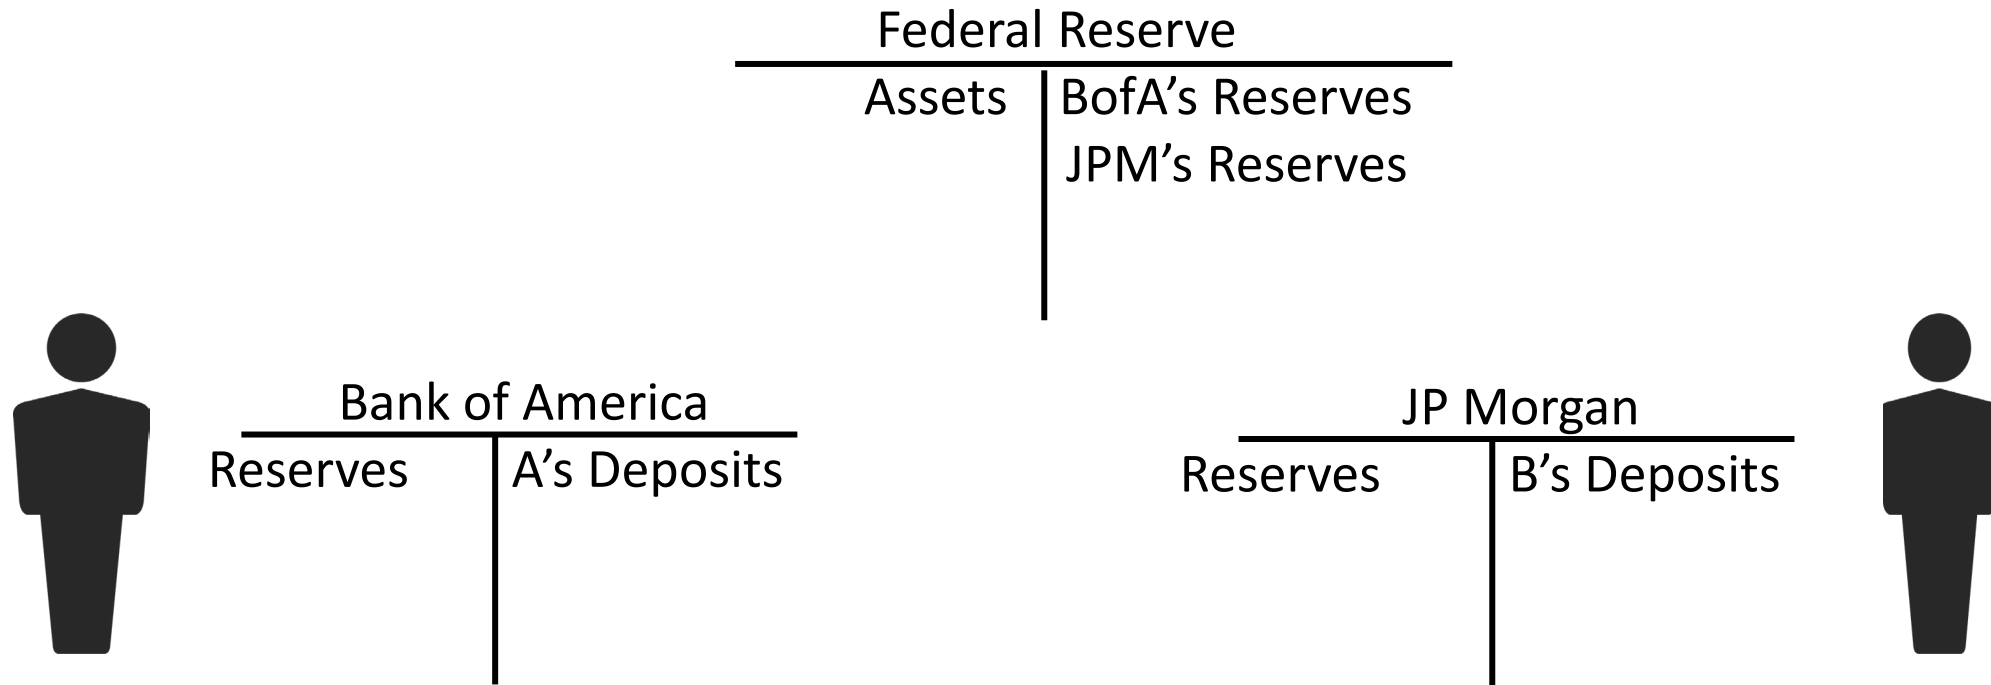 Federal Reserve
Assets BofA’s Reserves
JPM’s Reserves
Bank of America
Reserves A’s Deposits
JP Morgan
Reserves B’s Deposits